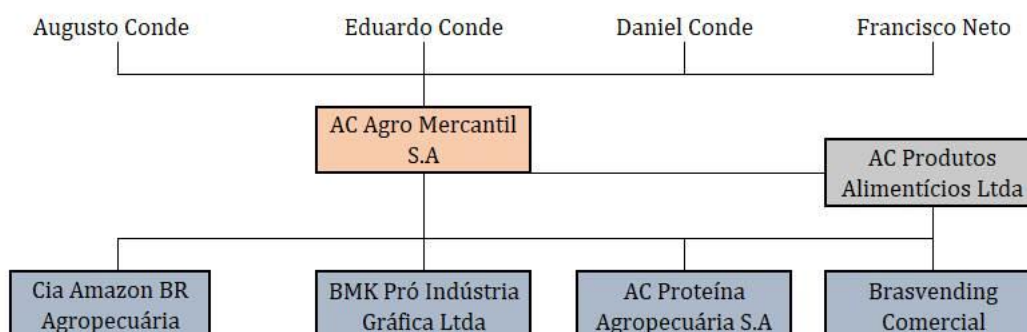 Augusto Conde
Eduardo Conde
Daniel Conde
Francisco Neto
AC Agro Mercantil
S.A
AC Produtos
Alimentícios Ltda
Cia Amazon BR
Agropecuária
BMK Pró Indústria
Gráfica Ltda
AC Proteína
Agropecuária S.A
Brasvending
Comercial